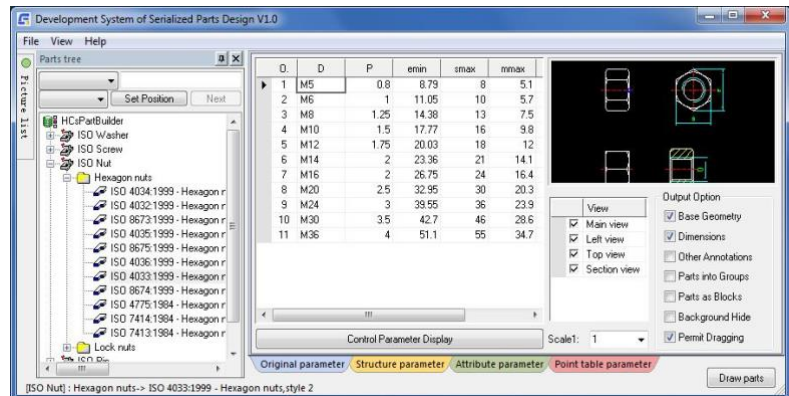 Development System of Serialized Parts Design V1.0
File View Help
Parts tree
Picture list
Set Position Next
HCsPartBuilder
ISO Washer
ISO Screw
ISO Nut
Hexagon nuts
ISO 4034:1999 - Hexagon r
ISO 4032:1999 - Hexagon r
ISO 8673:1999 - Hexagon r
ISO 4035:1999 - Hexagon r
ISO 8675:1999 - Hexagon r
ISO 4036:1999 - Hexagon r
ISO 4033:1999 - Hexagon r
ISO 8674:1999 - Hexagon r
ISO 4775:1984 - Hexagon r
ISO 7414:1984 - Hexagon r
ISO 7413:1984 - Hexagon r
Lock nuts
ISO Pin
0. D P emin smax mmax
1 M5 0.8 8.79 8 5.1
2 M6 1 11.05 10 5.7
3 M8 1.25 14.38 13 7.5
4 M10 1.5 17.77 16 9.8
5 M12 1.75 20.03 18 12
6 M14 2 23.36 21 14.1
7 M16 2 26.75 24 16.4
8 M20 2.5 32.95 30 20.3
9 M24 3 39.55 36 23.9
10 M30 3.5 42.7 46 28.6
11 M36 4 51.1 55 34.7
Control Parameter Display
Original parameter Structure parameter Attribute parameter Point table parameter
View
Main view
Left view
Top view
Section view
Scale1: 1
Output Option
Base Geometry
Dimensions
Other Annotations
Parts into Groups
Parts as Blocks
Background Hide
Permit Dragging
Draw parts
[ISO Nut] : Hexagon nuts-> ISO 4033:1999 - Hexagon nuts,style 2